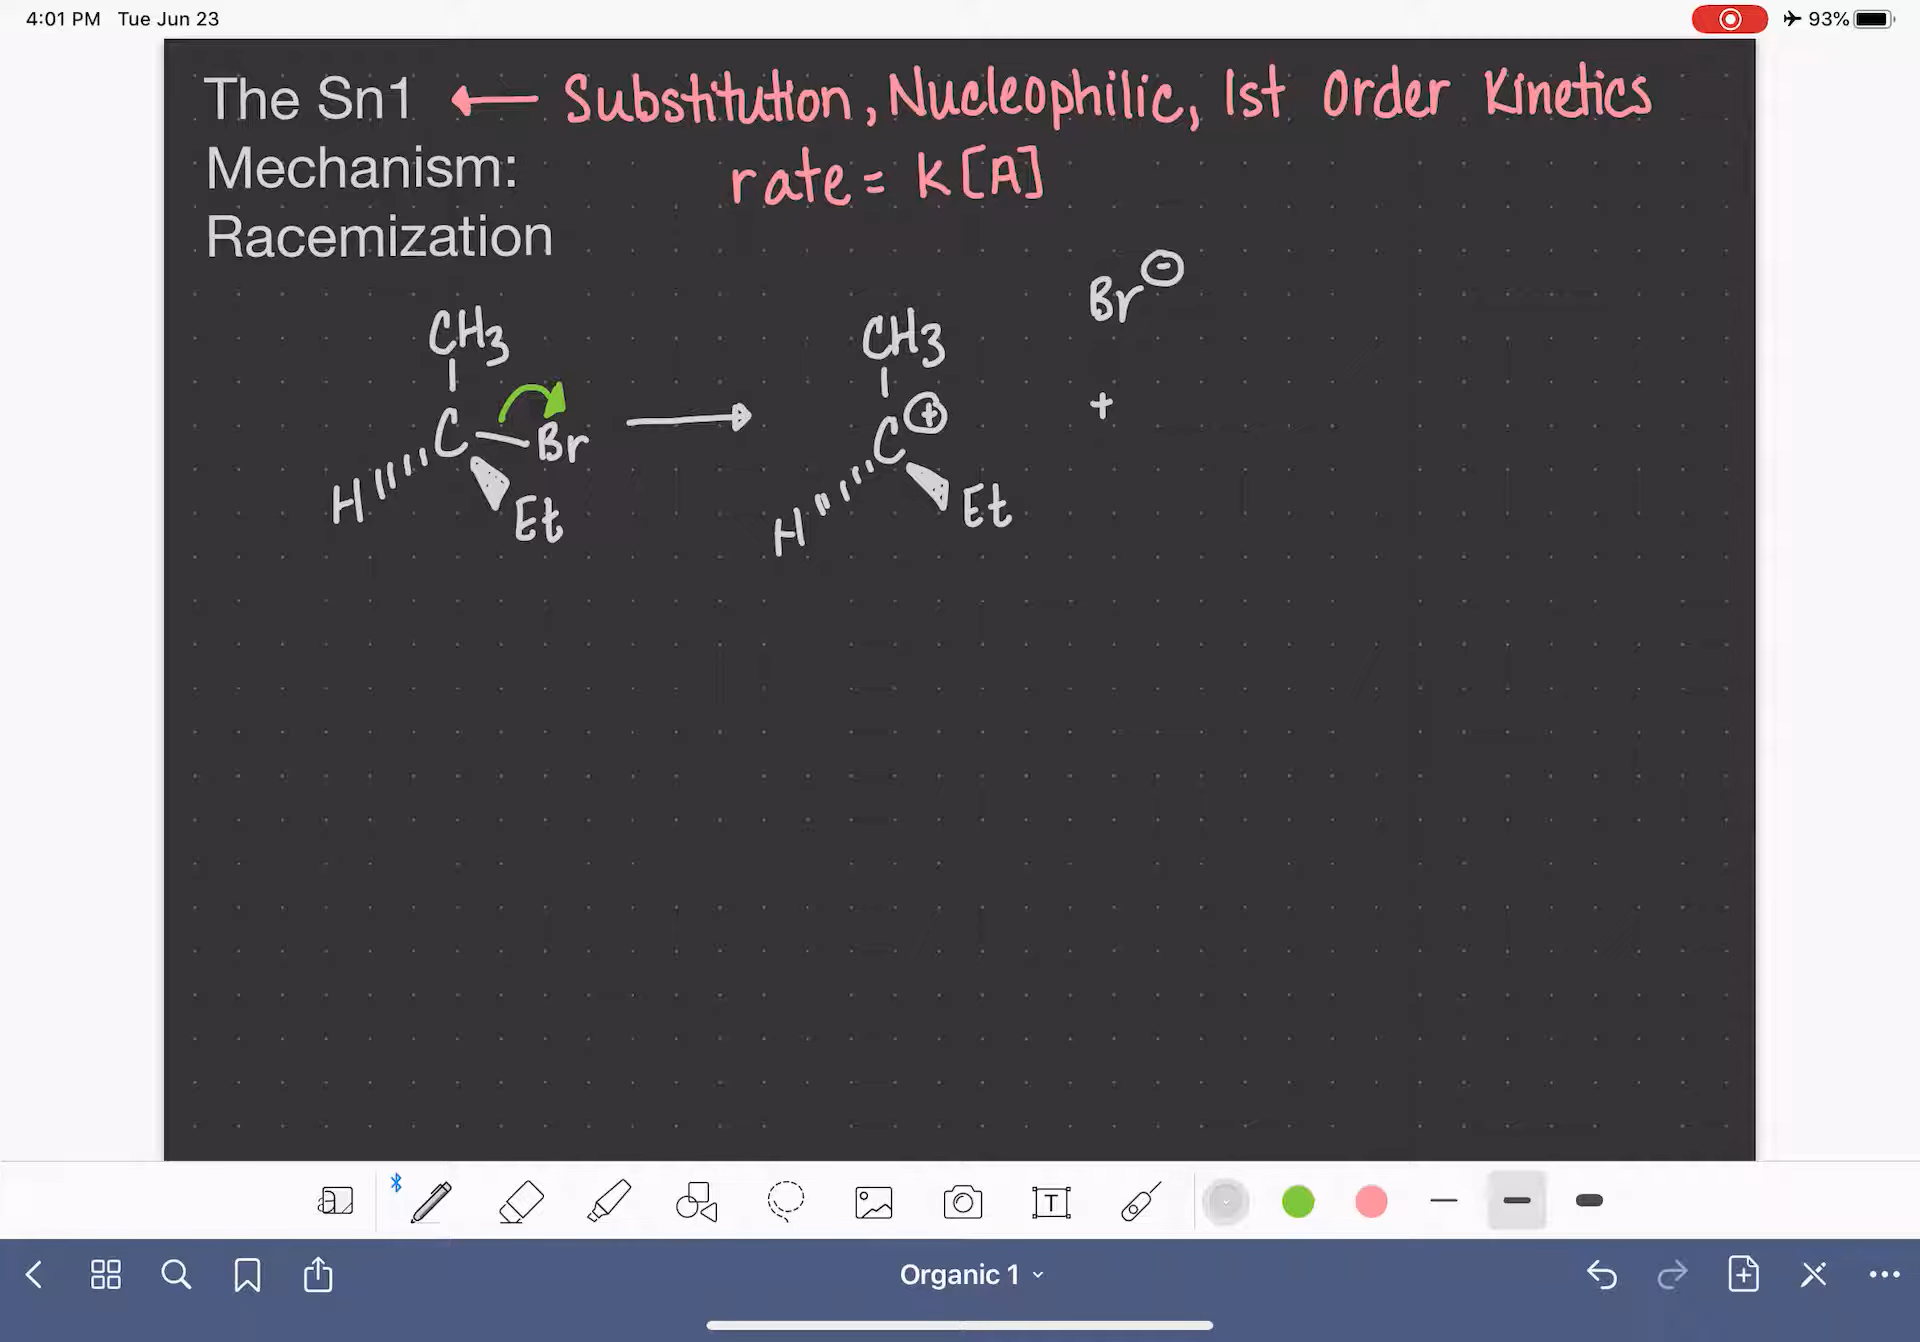 4:01 PM Tue Jun 23
93%
The Sn1 ← Substitution, Nucleophilic, 1st Order Kinetics
Mechanism:
rate = K[A]
Racemization
Br⊖
CH3
CH3
C
Br
+
C⊕
H
Et
H
Et
Organic 1